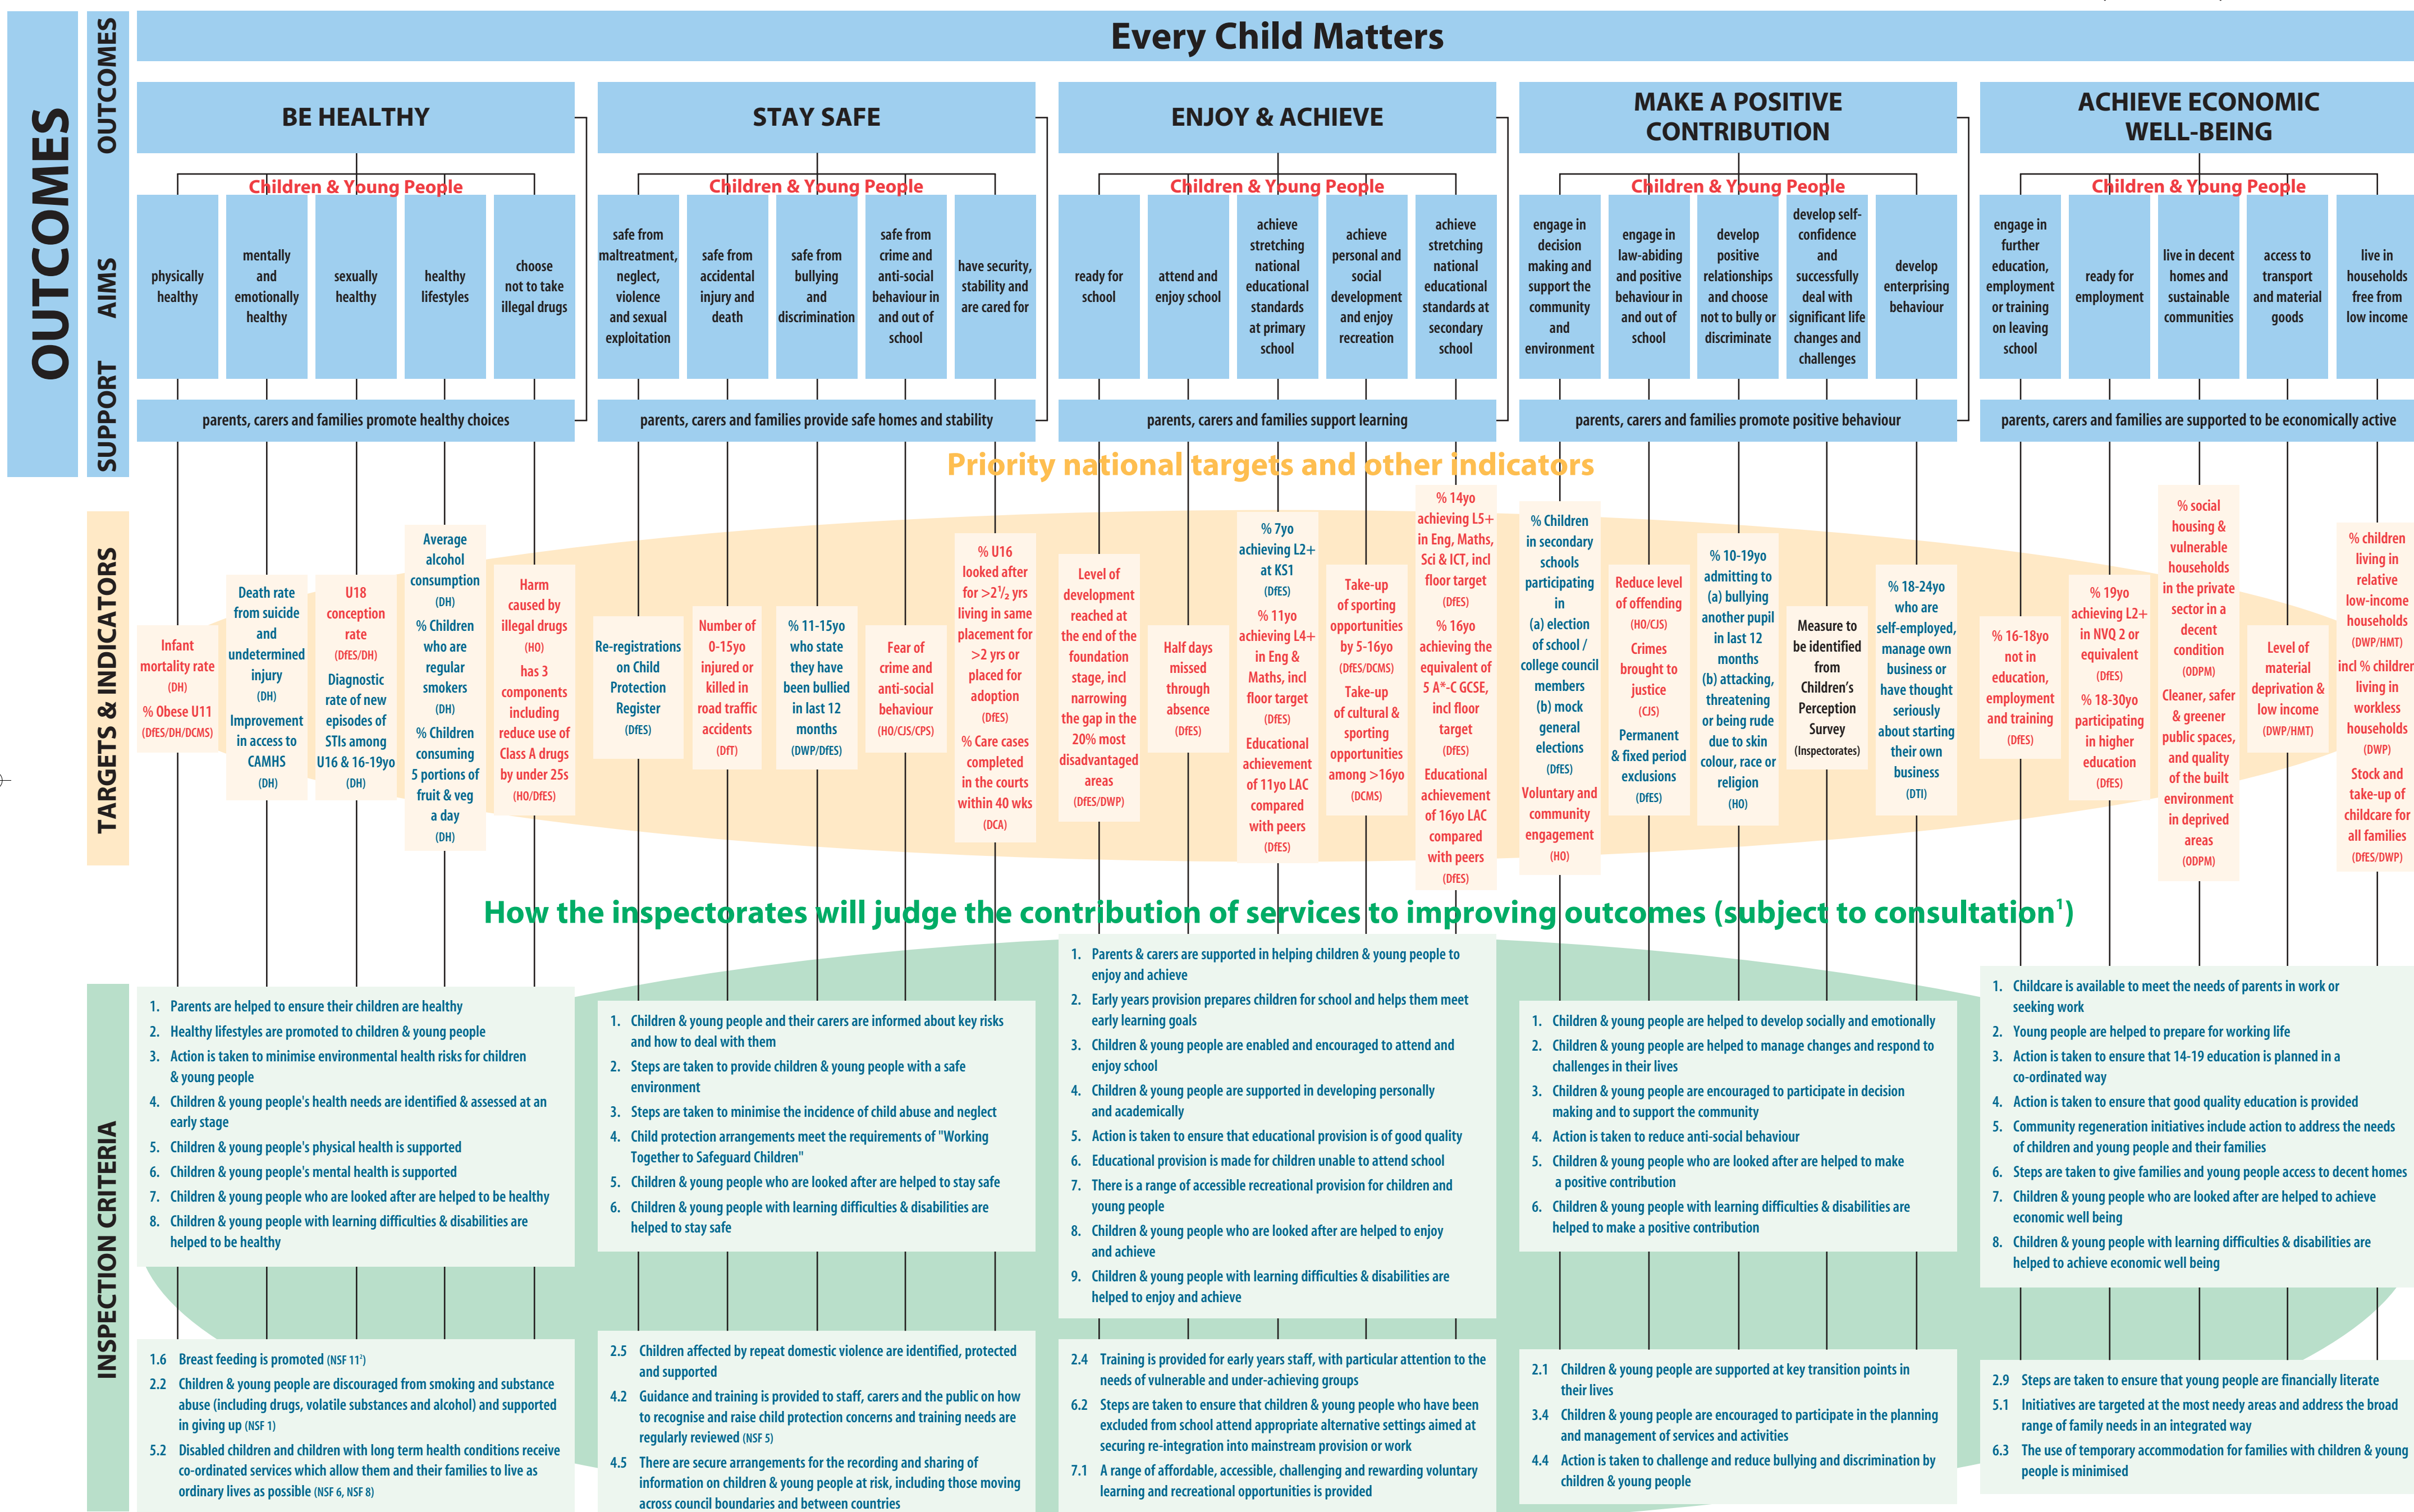 Every Child Matters
OUTCOMES
OUTCOMES
AIMS
SUPPORT
BE HEALTHY
Children & Young People
physically
healthy
mentally
and
emotionally
healthy
sexually
healthy
healthy
lifestyles
choose
not to take
illegal drugs
parents, carers and families promote healthy choices
STAY SAFE
Children & Young People
safe from
maltreatment,
neglect,
violence
and sexual
exploitation
safe from
accidental
injury and
death
safe from
bullying
and
discrimination
safe from
crime and
anti-social
behaviour in
and out of
school
have security,
stability and
are cared for
parents, carers and families provide safe homes and stability
ENJOY & ACHIEVE
Children & Young People
ready for
school
attend and
enjoy school
achieve
stretching
national
educational
standards
at primary
school
achieve
personal and
social
development
and enjoy
recreation
achieve
stretching
national
educational
standards at
secondary
school
parents, carers and families support learning
MAKE A POSITIVE
CONTRIBUTION
Children & Young People
engage in
decision
making and
support the
community
and
environment
engage in
law-abiding
and positive
behaviour in
and out of
school
develop
positive
relationships
and choose
not to bully or
discriminate
develop self-
confidence
and
successfully
deal with
significant life
changes and
challenges
develop
enterprising
behaviour
parents, carers and families promote positive behaviour
ACHIEVE ECONOMIC
WELL-BEING
Children & Young People
engage in
further
education,
employment
or training
on leaving
school
ready for
employment
live in decent
homes and
sustainable
communities
access to
transport
and material
goods
live in
households
free from
low income
parents, carers and families are supported to be economically active
Priority national targets and other indicators
TARGETS & INDICATORS
Infant
mortality rate
(DH)
% Obese U11
(DfES/DH/DCMS)
Death rate
from suicide
and
undetermined
injury
(DH)
Improvement
in access to
CAMHS
(DH)
U18
conception
rate
(DfES/DH)
Diagnostic
rate of new
episodes of
STIs among
U16 & 16-19yo
(DH)
Average
alcohol
consumption
(DH)
% Children
who are
regular
smokers
(DH)
% Children
consuming
5 portions of
fruit & veg
a day
(DH)
Harm
caused by
illegal drugs
(HO)
has 3
components
including
reduce use of
Class A drugs
by under 25s
(HO/DfES)
Re-registrations
on Child
Protection
Register
(DfES)
Number of
0-15yo
injured or
killed in
road traffic
accidents
(DfT)
% 11-15yo
who state
they have
been bullied
in last 12
months
(DWP/DfES)
Fear of
crime and
anti-social
behaviour
(HO/CJS/CPS)
% U16
looked after
for >2½ yrs
living in same
placement for
>2 yrs or
placed for
adoption
(DfES)
% Care cases
completed
in the courts
within 40 wks
(DCA)
Level of
development
reached at
the end of the
foundation
stage, incl
narrowing
the gap in the
20% most
disadvantaged
areas
(DfES/DWP)
Half days
missed
through
absence
(DfES)
% 7yo
achieving L2+
at KS1
(DfES)
% 11yo
achieving L4+
in Eng &
Maths, incl
floor target
(DfES)
Educational
achievement
of 11yo LAC
compared
with peers
(DfES)
Take-up
of sporting
opportunities
by 5-16yo
(DfES/DCMS)
Take-up
of cultural &
sporting
opportunities
among >16yo
(DCMS)
% 14yo
achieving L5+
in Eng, Maths,
Sci & ICT, incl
floor target
(DfES)
% 16yo
achieving the
equivalent of
5 A*-C GCSE,
incl floor
target
(DfES)
Educational
achievement
of 16yo LAC
compared
with peers
(DfES)
% Children
in secondary
schools
participating
in
(a) election
of school /
college council
members
(b) mock
general
elections
(DfES)
Voluntary and
community
engagement
(HO)
Reduce level
of offending
(HO/CJS)
Crimes
brought to
justice
(CJS)
Permanent
& fixed period
exclusions
(DfES)
% 10-19yo
admitting to
(a) bullying
another pupil
in last 12
months
(b) attacking,
threatening
or being rude
due to skin
colour, race or
religion
(HO)
Measure to
be identified
from
Children's
Perception
Survey
(Inspectorates)
% 18-24yo
who are
self-employed,
manage own
business or
have thought
seriously
about starting
their own
business
(DTI)
% 16-18yo
not in
education,
employment
and training
(DfES)
% 19yo
achieving L2+
in NVQ 2 or
equivalent
(DfES)
% 18-30yo
participating
in higher
education
(DfES)
% social
housing &
vulnerable
households
in the private
sector in a
decent
condition
(ODPM)
Cleaner, safer
& greener
public spaces,
and quality
of the built
environment
in deprived
areas
(ODPM)
Level of
material
deprivation &
low income
(DWP/HMT)
% children
living in
relative
low-income
households
(DWP/HMT)
incl % children
living in
workless
households
(DWP)
Stock and
take-up of
childcare for
all families
(DfES/DWP)
How the inspectorates will judge the contribution of services to improving outcomes (subject to consultation¹)
INSPECTION CRITERIA
1. Parents are helped to ensure their children are healthy
2. Healthy lifestyles are promoted to children & young people
3. Action is taken to minimise environmental health risks for children
& young people
4. Children & young people's health needs are identified & assessed at an
early stage
5. Children & young people's physical health is supported
6. Children & young people's mental health is supported
7. Children & young people who are looked after are helped to be healthy
8. Children & young people with learning difficulties & disabilities are
helped to be healthy
1. Children & young people and their carers are informed about key risks
and how to deal with them
2. Steps are taken to provide children & young people with a safe
environment
3. Steps are taken to minimise the incidence of child abuse and neglect
4. Child protection arrangements meet the requirements of "Working
Together to Safeguard Children"
5. Children & young people who are looked after are helped to stay safe
6. Children & young people with learning difficulties & disabilities are
helped to stay safe
1. Parents & carers are supported in helping children & young people to
enjoy and achieve
2. Early years provision prepares children for school and helps them meet
early learning goals
3. Children & young people are enabled and encouraged to attend and
enjoy school
4. Children & young people are supported in developing personally
and academically
5. Action is taken to ensure that educational provision is of good quality
6. Educational provision is made for children unable to attend school
7. There is a range of accessible recreational provision for children and
young people
8. Children & young people who are looked after are helped to enjoy
and achieve
9. Children & young people with learning difficulties & disabilities are
helped to enjoy and achieve
1. Children & young people are helped to develop socially and emotionally
2. Children & young people are helped to manage changes and respond to
challenges in their lives
3. Children & young people are encouraged to participate in decision
making and to support the community
4. Action is taken to reduce anti-social behaviour
5. Children & young people who are looked after are helped to make
a positive contribution
6. Children & young people with learning difficulties & disabilities are
helped to make a positive contribution
1. Childcare is available to meet the needs of parents in work or
seeking work
2. Young people are helped to prepare for working life
3. Action is taken to ensure that 14-19 education is planned in a
co-ordinated way
4. Action is taken to ensure that good quality education is provided
5. Community regeneration initiatives include action to address the needs
of children and young people and their families
6. Steps are taken to give families and young people access to decent homes
7. Children & young people who are looked after are helped to achieve
economic well being
8. Children & young people with learning difficulties & disabilities are
helped to achieve economic well being
1.6 Breast feeding is promoted (NSF 11²)
2.2 Children & young people are discouraged from smoking and substance
abuse (including drugs, volatile substances and alcohol) and supported
in giving up (NSF 1)
5.2 Disabled children and children with long term health conditions receive
co-ordinated services which allow them and their families to live as
ordinary lives as possible (NSF 6, NSF 8)
2.5 Children affected by repeat domestic violence are identified, protected
and supported
4.2 Guidance and training is provided to staff, carers and the public on how
to recognise and raise child protection concerns and training needs are
regularly reviewed (NSF 5)
4.5 There are secure arrangements for the recording and sharing of
information on children & young people at risk, including those moving
across council boundaries and between countries
2.4 Training is provided for early years staff, with particular attention to the
needs of vulnerable and under-achieving groups
6.2 Steps are taken to ensure that children & young people who have been
excluded from school attend appropriate alternative settings aimed at
securing re-integration into mainstream provision or work
7.1 A range of affordable, accessible, challenging and rewarding voluntary
learning and recreational opportunities is provided
2.1 Children & young people are supported at key transition points in
their lives
3.4 Children & young people are encouraged to participate in the planning
and management of services and activities
4.4 Action is taken to challenge and reduce bullying and discrimination by
children & young people
2.9 Steps are taken to ensure that young people are financially literate
5.1 Initiatives are targeted at the most needy areas and address the broad
range of family needs in an integrated way
6.3 The use of temporary accommodation for families with children & young
people is minimised